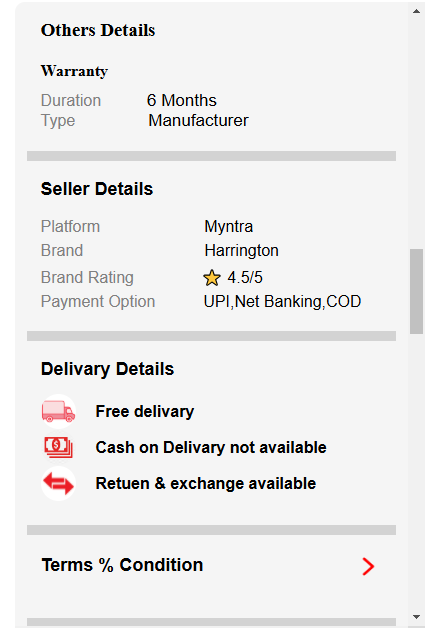 Others Details
Warranty
Duration 6 Months
Type Manufacturer
Seller Details
Platform Myntra
Brand Harrington
Brand Rating 4.5/5
Payment Option UPI,Net Banking,COD
Delivary Details
Free delivary
Cash on Delivary not available
Retuen & exchange available
Terms % Condition